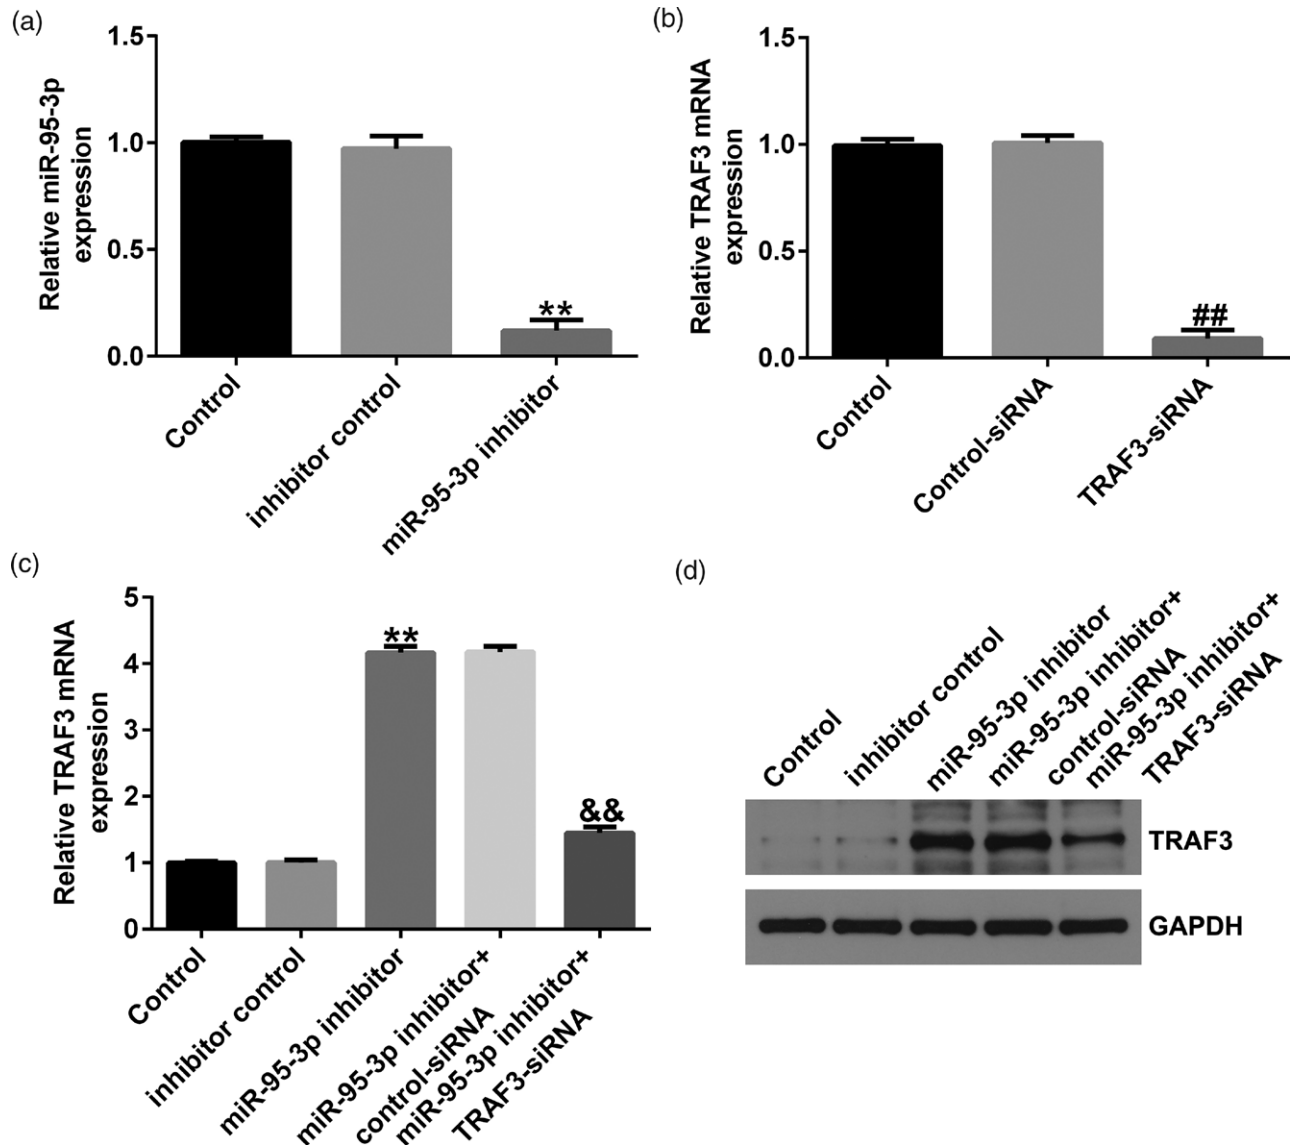 (a)
Relative miR-95-3p
expression
1.5
1.0
0.5
0.0
**
Control
inhibitor control
miR-95-3p inhibitor
(b)
Relative TRAF3 mRNA
expression
1.5
1.0
0.5
0.0
##
Control
Control-siRNA
TRAF3-siRNA
(c)
Relative TRAF3 mRNA
expression
5
4
3
2
1
0
**
&&
Control
inhibitor control
miR-95-3p inhibitor
miR-95-3p inhibitor+
control-siRNA
miR-95-3p inhibitor+
TRAF3-siRNA
(d)
Control
inhibitor control
miR-95-3p inhibitor
miR-95-3p inhibitor+
control-siRNA
miR-95-3p inhibitor+
TRAF3-siRNA
TRAF3
GAPDH